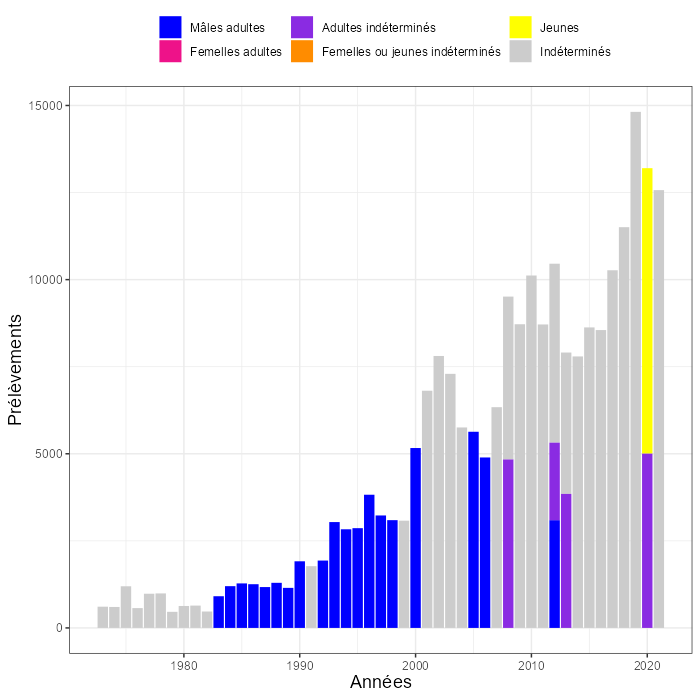 Mâles adultes Adultes indéterminés Jeunes
Femelles adultes Femelles ou jeunes indéterminés Indéterminés
15000
10000
5000
0
Prélèvements
1980 1990 2000 2010 2020
Années